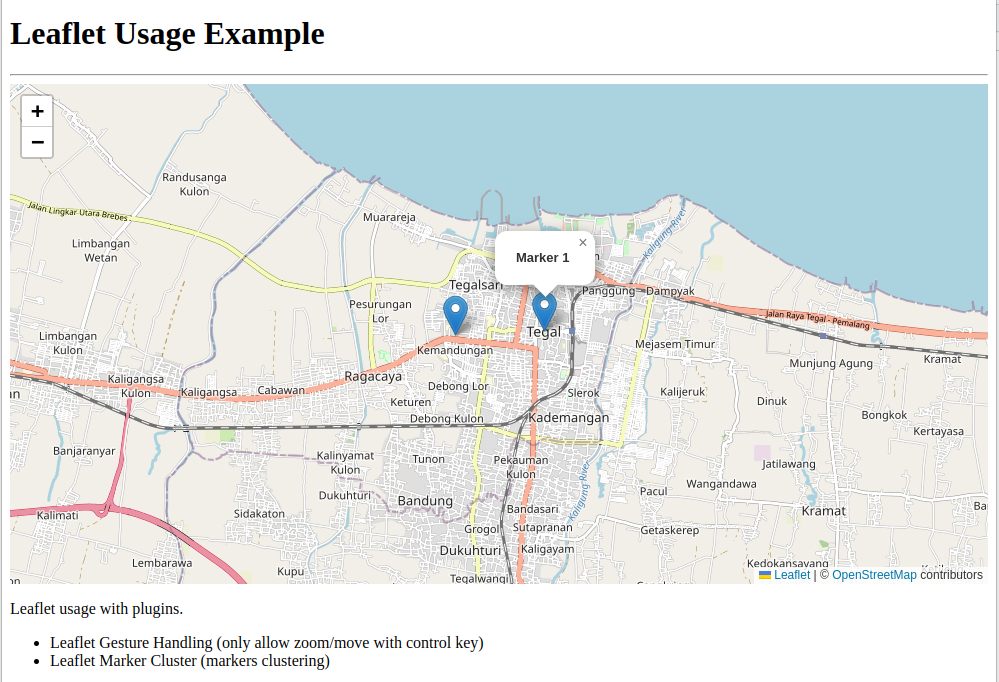 Leaflet Usage Example
+
−
Randusanga
Kulon
Muarareja
Jalan Lingkar Utara Brebes
Kaligung River
Limbangan
Wetan
×
Marker 1
Tegalsari
Panggung
Dampyak
Pesurungan
Lor
Jalan Raya Tegal - Pemalang
Tegal
Limbangan
Kulon
Mejasem Timur
Kemandungan
Munjung Agung
Kramat
Ragacaya
Kaligangsa
Kulon
Kaligangsa
Cabawan
Debong Lor
Slerok
Kalijeruk
Keturen
Dinuk
Debong Kulon
Kademangan
Bongkok
Kertayasa
Banjaranyar
Kalinyamat
Kulon
Tunon
Pekauman
Kulon
Jatilawang
Kaligung River
Wangandawa
Dukuhturi
Bandung
Pacul
Sidakaton
Bandasari
Kramat
Kalimati
Grogol
Sutapranan
Getaskerep
Dukuhturi
Kaligayam
Lembarawa
Kedokansayang
Kupu
Tegalwangi
Leaflet | © OpenStreetMap contributors
Leaflet usage with plugins.
• Leaflet Gesture Handling (only allow zoom/move with control key)
• Leaflet Marker Cluster (markers clustering)